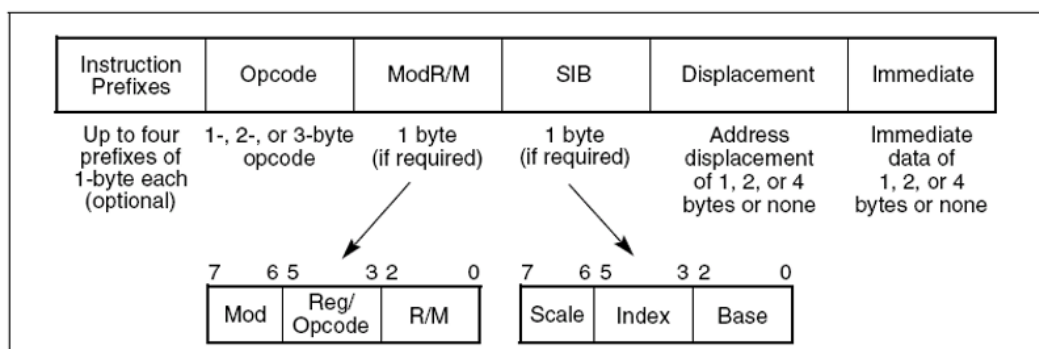 Instruction Prefixes
Opcode
ModR/M
SIB
Displacement
Immediate
Up to four
prefixes of
1-byte each
(optional)
1-, 2-, or 3-byte
opcode
1 byte
(if required)
1 byte
(if required)
Address
displacement
of 1, 2, or 4
bytes or none
Immediate
data of
1, 2, or 4
bytes or none
7 6 5 3 2 0
Mod
Reg/
Opcode
R/M
7 6 5 3 2 0
Scale
Index
Base